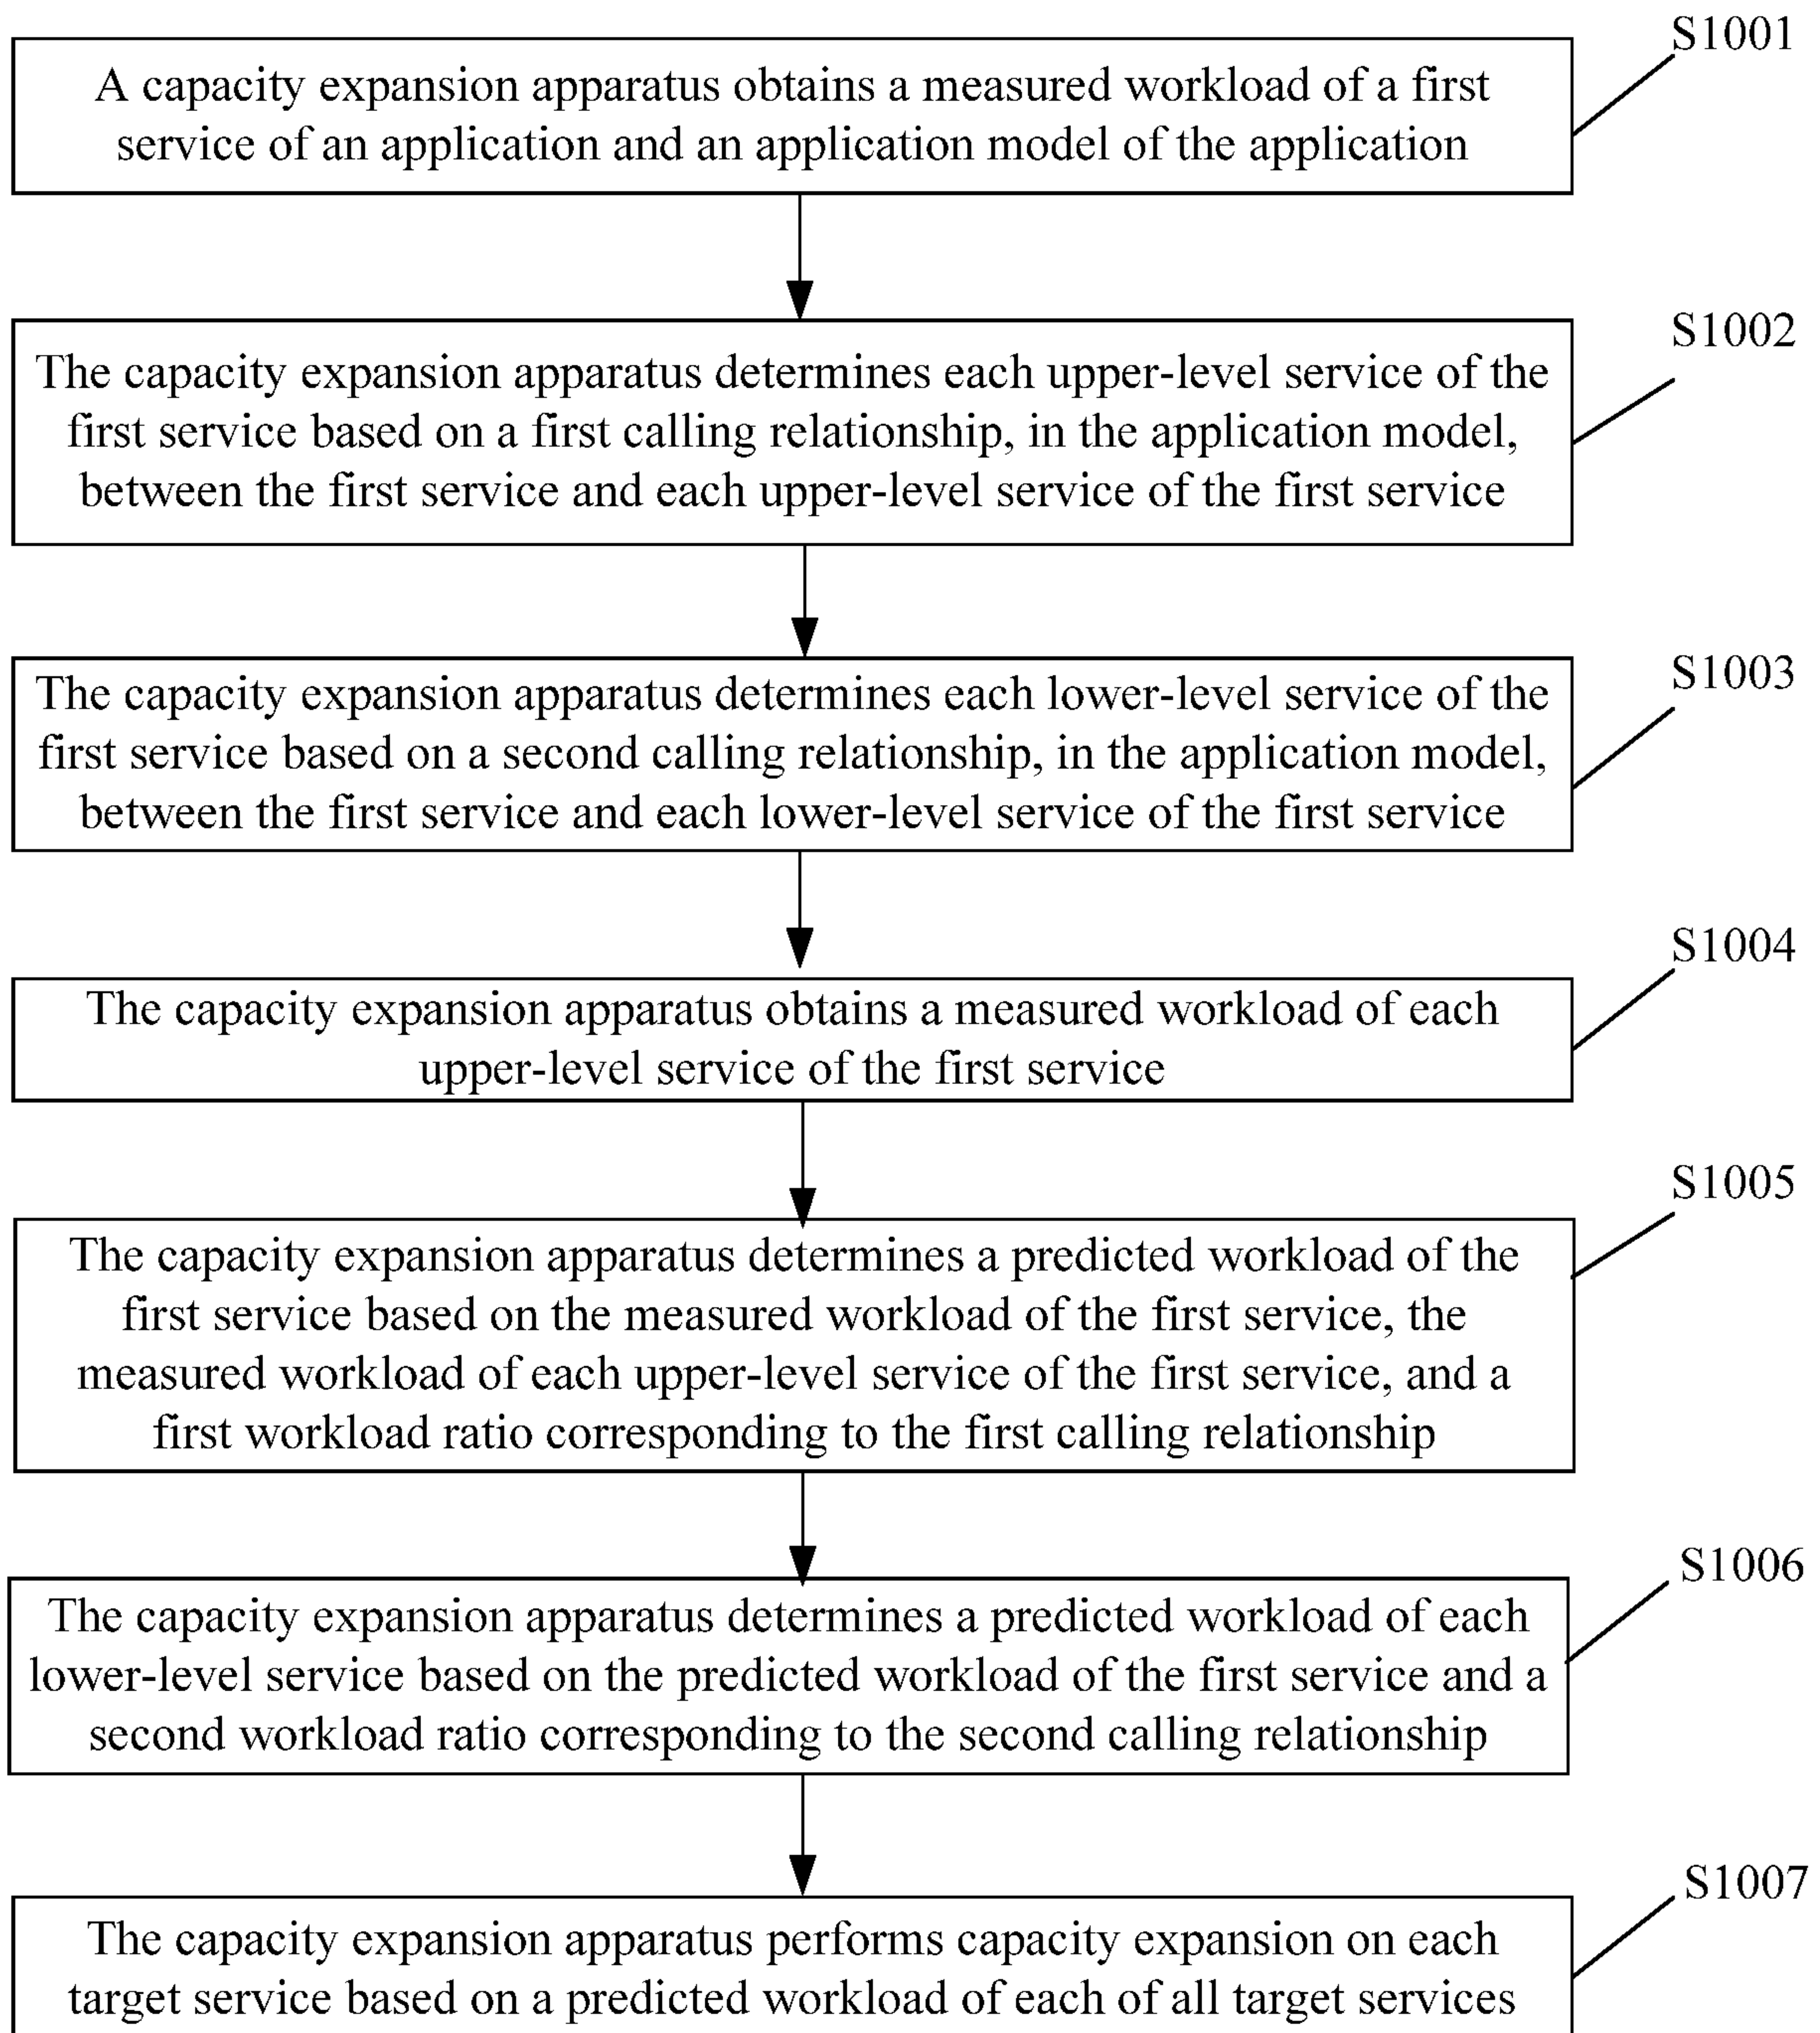 S1001
A capacity expansion apparatus obtains a measured workload of a first
service of an application and an application model of the application
S1002
The capacity expansion apparatus determines each upper-level service of the
first service based on a first calling relationship, in the application model,
between the first service and each upper-level service of the first service
S1003
The capacity expansion apparatus determines each lower-level service of the
first service based on a second calling relationship, in the application model,
between the first service and each lower-level service of the first service
S1004
The capacity expansion apparatus obtains a measured workload of each
upper-level service of the first service
S1005
The capacity expansion apparatus determines a predicted workload of the
first service based on the measured workload of the first service, the
measured workload of each upper-level service of the first service, and a
first workload ratio corresponding to the first calling relationship
S1006
The capacity expansion apparatus determines a predicted workload of each
lower-level service based on the predicted workload of the first service and a
second workload ratio corresponding to the second calling relationship
S1007
The capacity expansion apparatus performs capacity expansion on each
target service based on a predicted workload of each of all target services